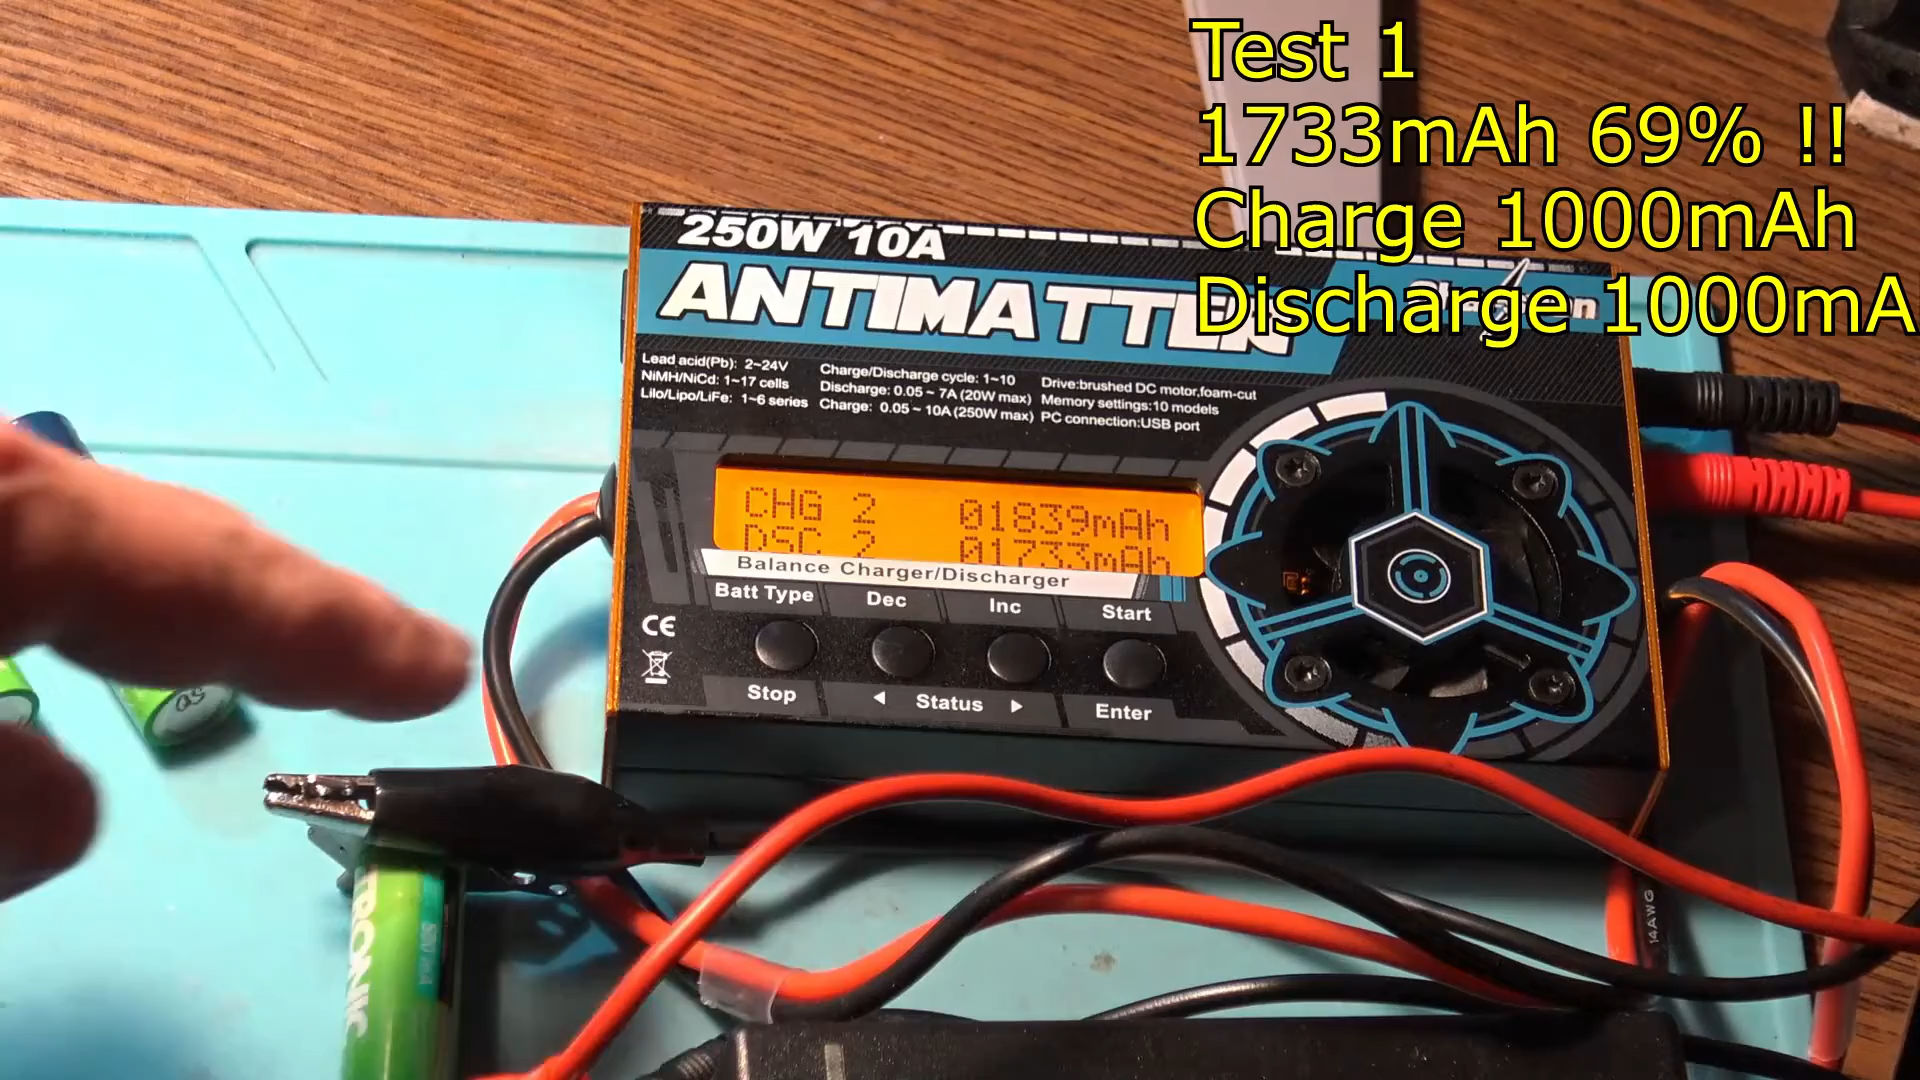 Test 1
1733mAh 69% !!
Charge 1000mAh
Discharge 1000mA
250W 10A
ANTIMATTER
Lead acid(Pb): 2~24V
NiMH/NiCd: 1~17 cells
LiIo/Lipo/LiFe: 1~6 series
Charge/Discharge cycle: 1~10
Discharge: 0.05 ~ 7A (20W max)
Charge: 0.05 ~ 10A (250W max)
Drive:brushed DC motor,foam-cut
Memory settings:10 models
PC connection:USB port
CHG 2 01839mAh
DSC 2 01733mAh
Balance Charger/Discharger
Batt Type Dec Inc Start
CE
Stop ◄ Status ► Enter
TRONIC
14AWG